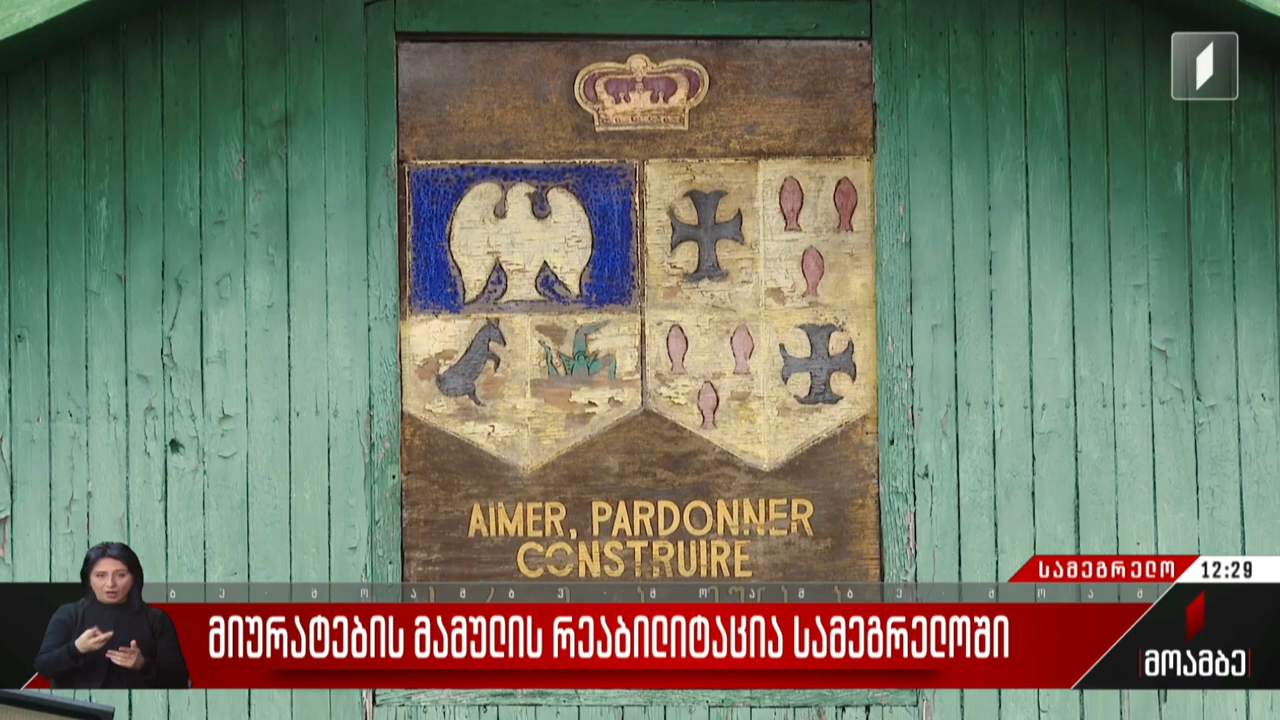 AIMER, PARDONNER
CONSTRUIRE
სამეგრელო 12:29
მიურატების მამულის რეაბილიტაცია სამეგრელოში
მოამბე